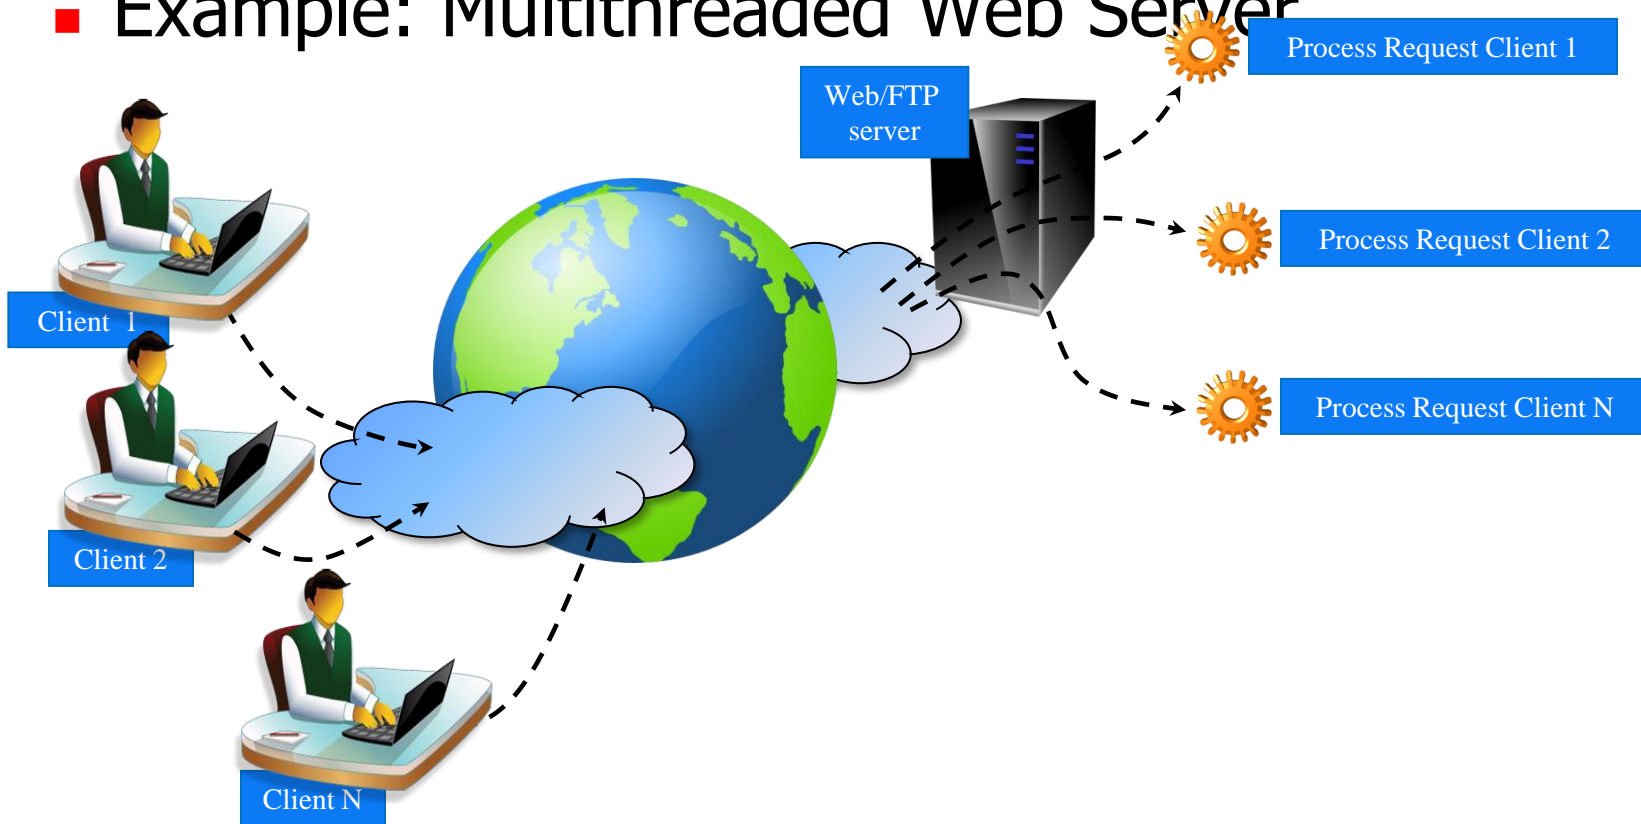 Example: Multithreaded Web Server
Process Request Client 1
Web/FTP
server
Process Request Client 2
Client 1
Process Request Client N
Client 2
Client N